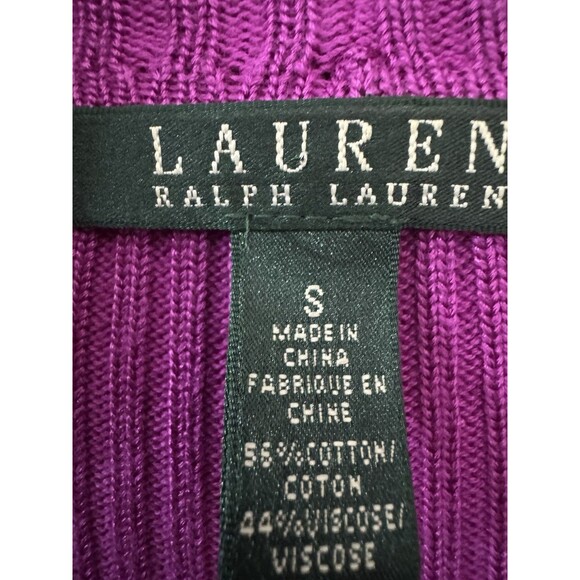 LAUREN
RALPH LAUREN
S
MADE IN
CHINA
FABRIQUE EN
CHINE
56%COTTON/
COTON
44%VISCOSE/
VISCOSE